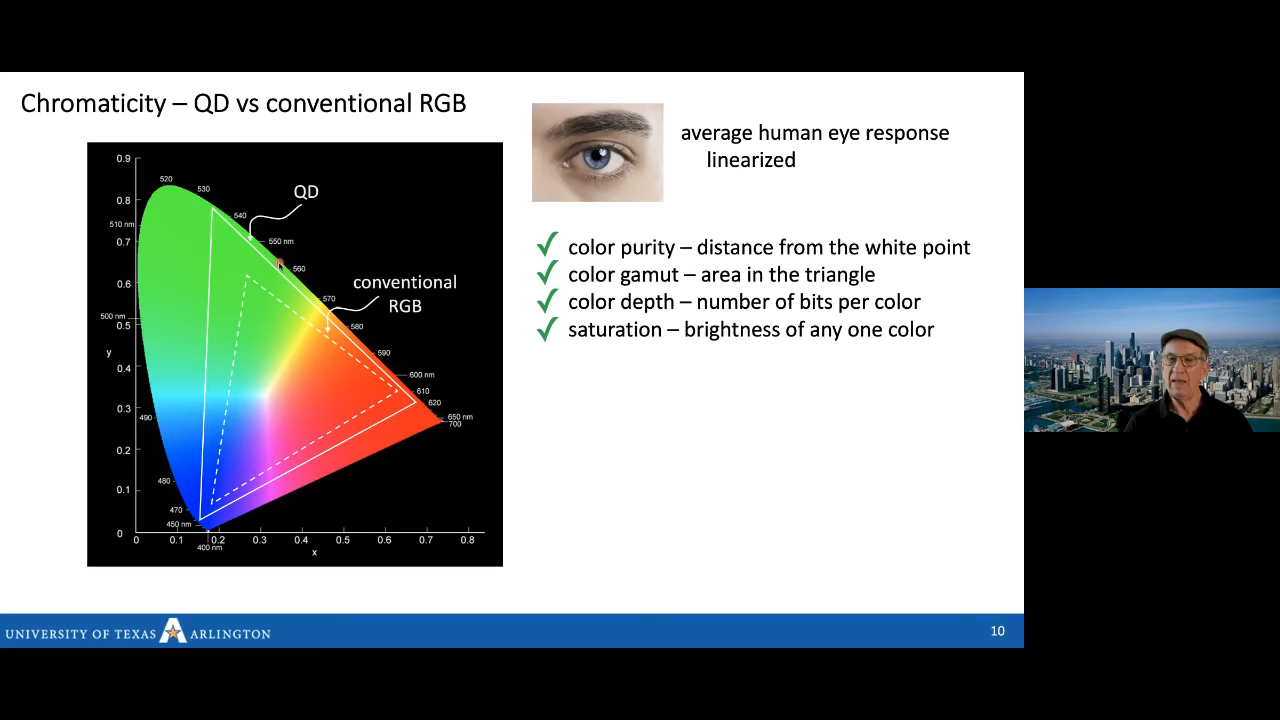 Chromaticity – QD vs conventional RGB
average human eye response
linearized
✓ color purity – distance from the white point
✓ color gamut – area in the triangle
✓ color depth – number of bits per color
✓ saturation – brightness of any one color
QD
conventional
RGB
0.9
0.8
0.7
0.6
0.5
y
0.4
0.3
0.2
0.1
0
0
0.1
0.2
0.3
0.4
0.5
0.6
0.7
0.8
x
400 nm
450 nm
470
480
490
500 nm
510 nm
520
530
540
550 nm
560
570
580
590
600 nm
610
620
650 nm
700
UNIVERSITY OF TEXAS A ARLINGTON
10